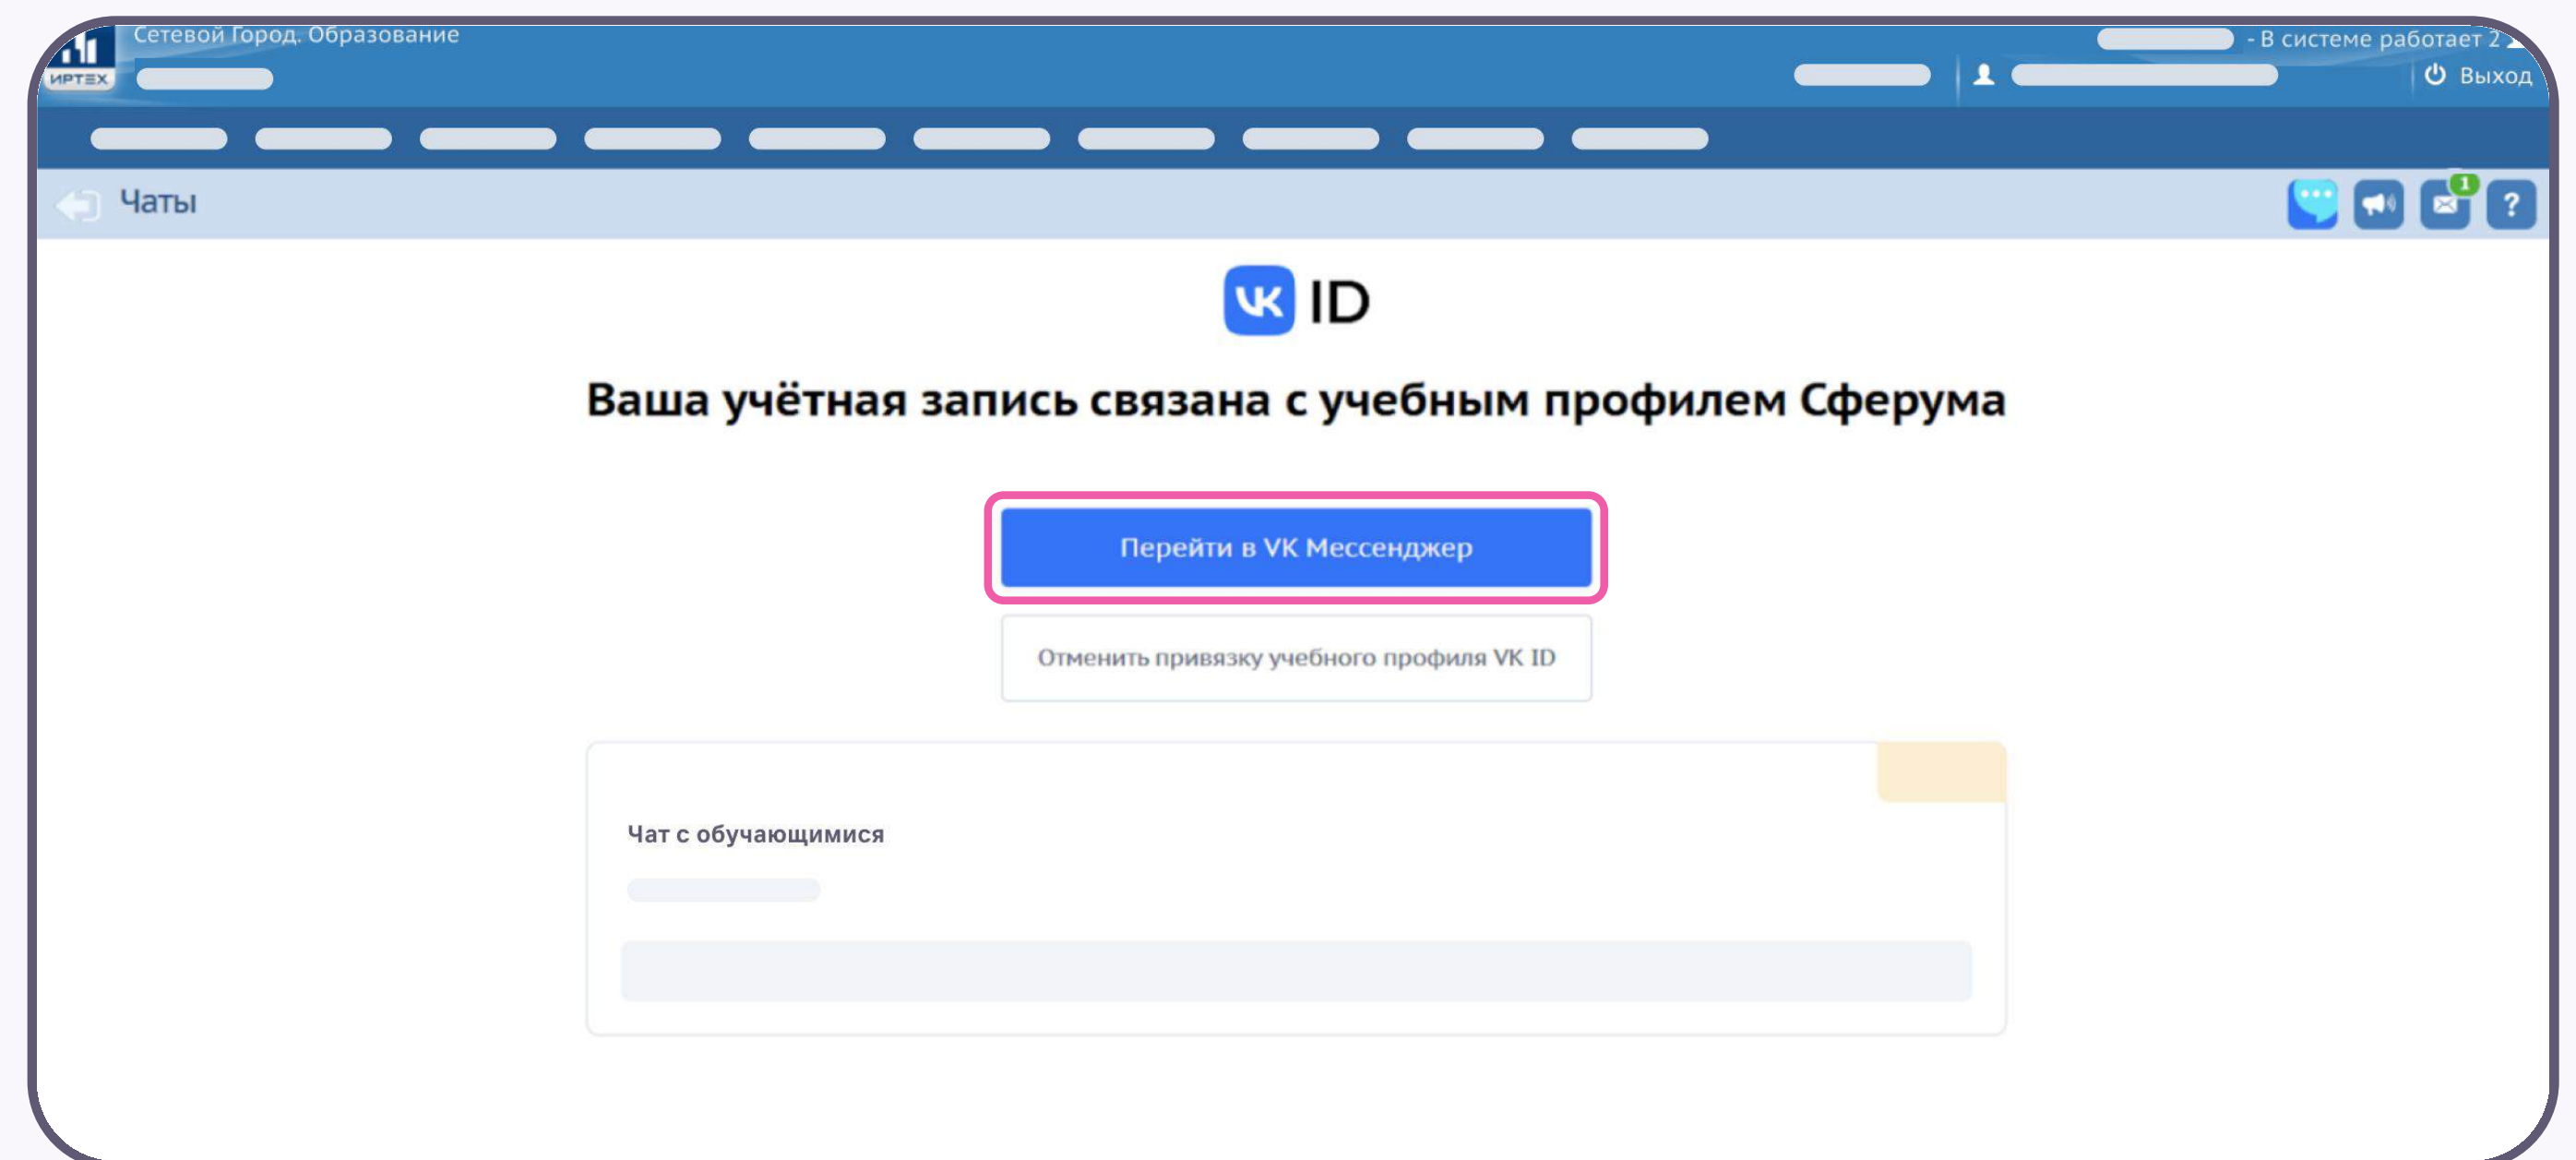 Сетевой Город. Образование
- В системе работает 2
ИРТЕХ
Выход
Чаты
1
?
VK ID
Ваша учётная запись связана с учебным профилем Сферума
Перейти в VK Мессенджер
Отменить привязку учебного профиля VK ID
Чат с обучающимися